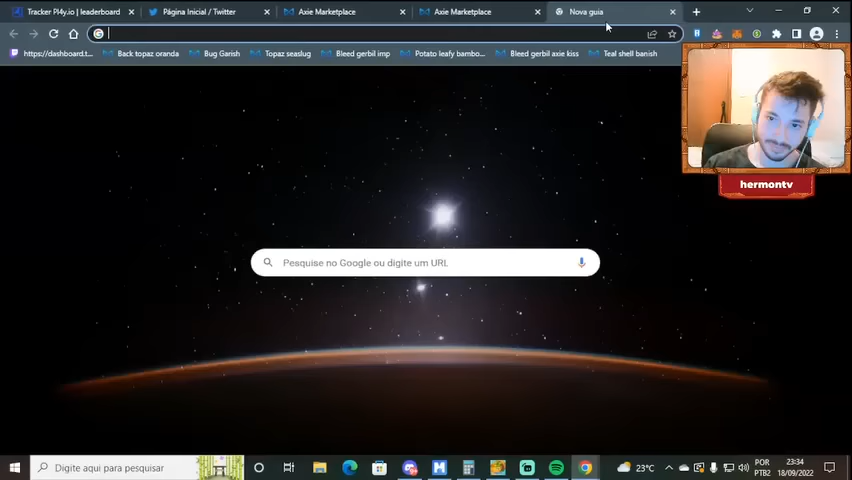 Tracker Pl4y.io | leaderboard
Página Inicial / Twitter
Axie Marketplace
Axie Marketplace
Nova guia
https://dashboard.t...
Back topaz oranda
Bug Garish
Topaz seaslug
Bleed gerbil imp
Potato leafy bambo...
Bleed gerbil axie kiss
Teal shell banish
hermontv
Pesquise no Google ou digite um URL
Digite aqui para pesquisar
23°C
POR
PTB2
23:34
18/09/2022